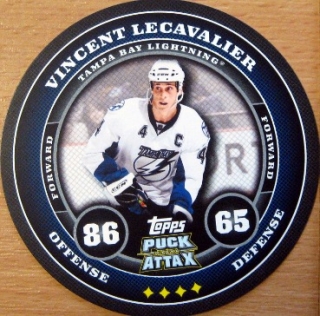 VINCENT LECAVALIER
TAMPA BAY LIGHTNING
FORWARD
FORWARD
4 C
R
86
65
TOPPS
PUCK
ATTAX
OFFENSE
DEFENSE